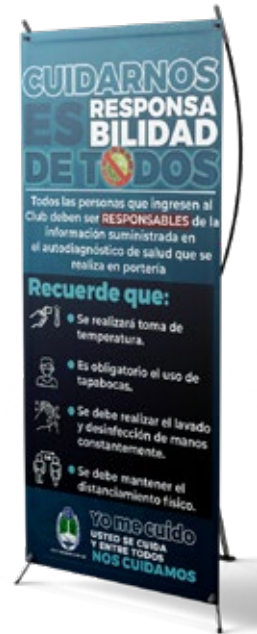 CUIDARNOS
ES RESPONSA
BILIDAD
DE TODOS
Todos las personas que ingresen al
Club deben ser RESPONSABLES de la
información suministrada en
el autodiagnóstico de salud que se
realiza en portería
Recuerde que:
Se realizará toma de
temperatura.
Es obligatorio el uso de
tapabocas.
Se debe realizar el lavado
y desinfección de manos
constantemente.
Se debe mantener el
distanciamiento físico.
Yo me cuido
USTED SE CUIDA
Y ENTRE TODOS
NOS CUIDAMOS